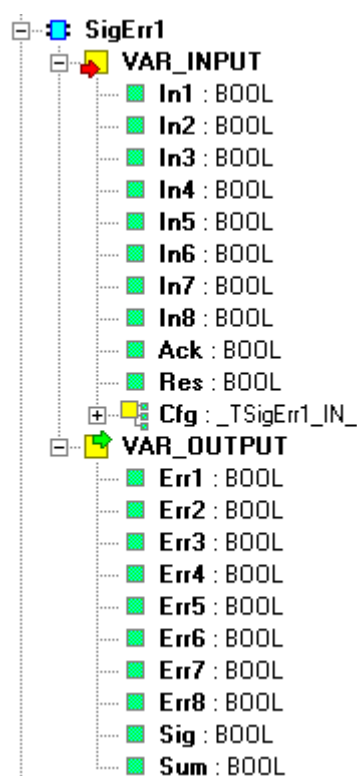 SigErr1
VAR_INPUT
In1 : BOOL
In2 : BOOL
In3 : BOOL
In4 : BOOL
In5 : BOOL
In6 : BOOL
In7 : BOOL
In8 : BOOL
Ack : BOOL
Res : BOOL
Cfg : _TSigErr1_IN_
VAR_OUTPUT
Err1 : BOOL
Err2 : BOOL
Err3 : BOOL
Err4 : BOOL
Err5 : BOOL
Err6 : BOOL
Err7 : BOOL
Err8 : BOOL
Sig : BOOL
Sum : BOOL